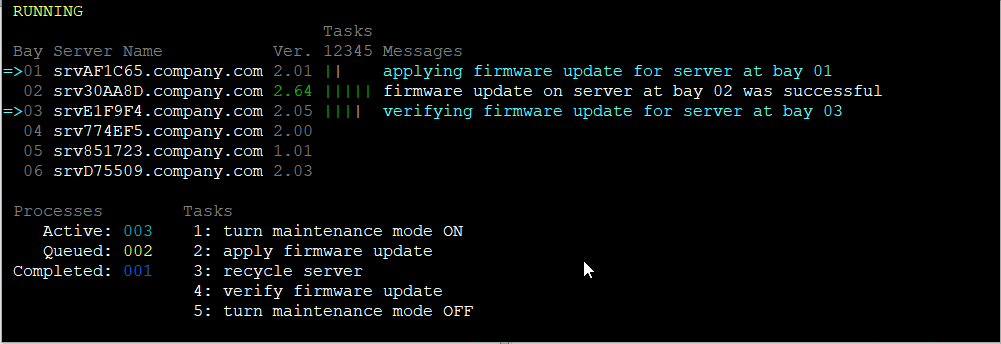 RUNNING
Tasks
Bay Server Name Ver. 12345 Messages
=>01 srvAF1C65.company.com 2.01 || applying firmware update for server at bay 01
02 srv30AA8D.company.com 2.64 ||||| firmware update on server at bay 02 was successful
=>03 srvE1F9F4.company.com 2.05 |||| verifying firmware update for server at bay 03
04 srv774EF5.company.com 2.00
05 srv851723.company.com 1.01
06 srvD75509.company.com 2.03
Processes Tasks
Active: 003 1: turn maintenance mode ON
Queued: 002 2: apply firmware update
Completed: 001 3: recycle server
4: verify firmware update
5: turn maintenance mode OFF